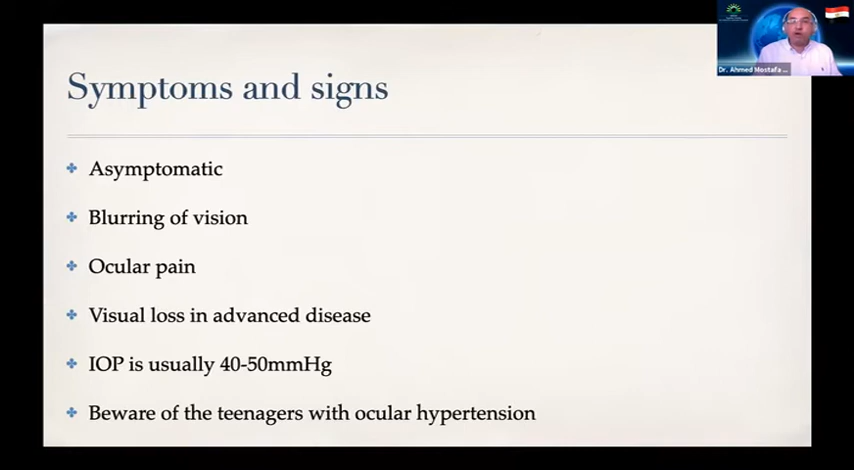 Symptoms and signs
Asymptomatic
Blurring of vision
Ocular pain
Visual loss in advanced disease
IOP is usually 40-50mmHg
Beware of the teenagers with ocular hypertension
Dr. Ahmed Mostafa ...